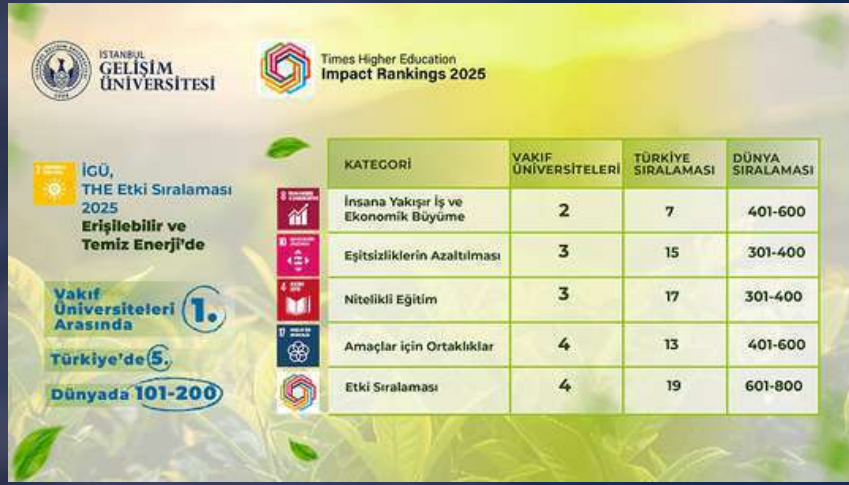 İSTANBUL
GELİŞİM
ÜNİVERSİTESİ
Times Higher Education
Impact Rankings 2025
İGÜ,
THE Etki Sıralaması
2025
Erişilebilir ve
Temiz Enerji'de
Vakıf
Üniversiteleri
Arasında
1.
Türkiye'de 5.
Dünyada 101-200
KATEGORİ
VAKIF
ÜNİVERSİTELERİ
TÜRKİYE
SIRALAMASI
DÜNYA
SIRALAMASI
8
İnsana Yakışır İş ve
Ekonomik Büyüme
2
7
401-600
10
Eşitsizliklerin Azaltılması
3
15
301-400
4
Nitelikli Eğitim
3
17
301-400
17
Amaçlar için Ortaklıklar
4
13
401-600
Etki Sıralaması
4
19
601-800